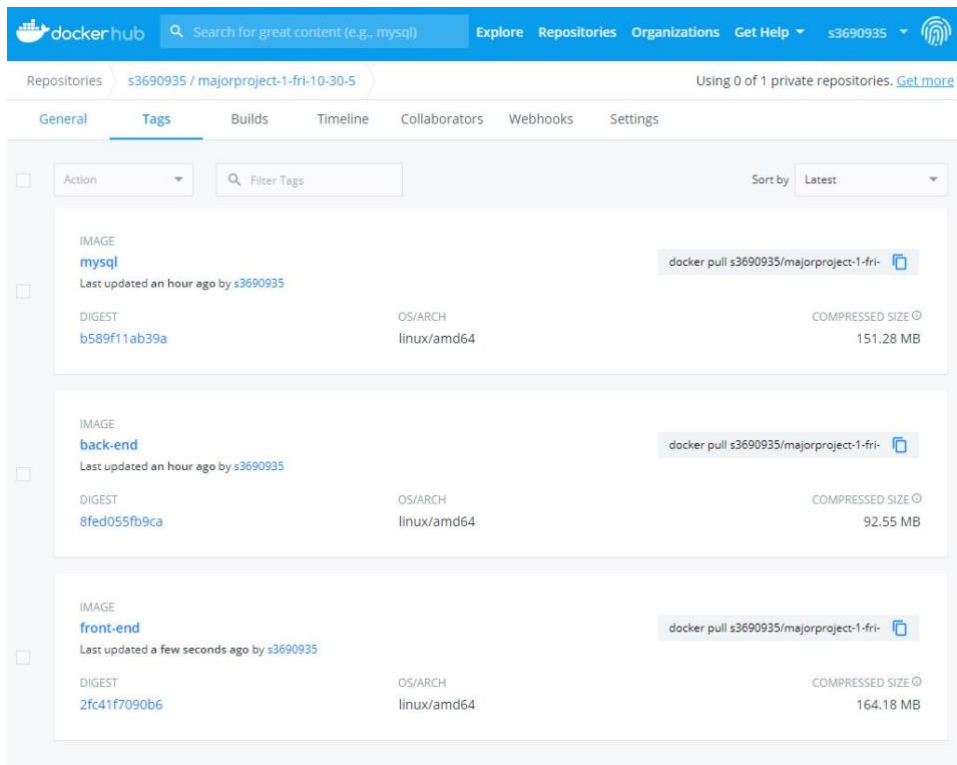 dockerhub Search for great content (e.g., mysql) Explore Repositories Organizations Get Help s3690935
Repositories s3690935 / majorproject-1-fri-10-30-5 Using 0 of 1 private repositories. Get more
General Tags Builds Timeline Collaborators Webhooks Settings
Action Filter Tags Sort by Latest
IMAGE
mysql docker pull s3690935/majorproject-1-fri-
Last updated an hour ago by s3690935
DIGEST OS/ARCH COMPRESSED SIZE
b589f11ab39a linux/amd64 151.28 MB
IMAGE
back-end docker pull s3690935/majorproject-1-fri-
Last updated an hour ago by s3690935
DIGEST OS/ARCH COMPRESSED SIZE
8fed055fb9ca linux/amd64 92.55 MB
IMAGE
front-end docker pull s3690935/majorproject-1-fri-
Last updated a few seconds ago by s3690935
DIGEST OS/ARCH COMPRESSED SIZE
2fc41f7090b6 linux/amd64 164.18 MB